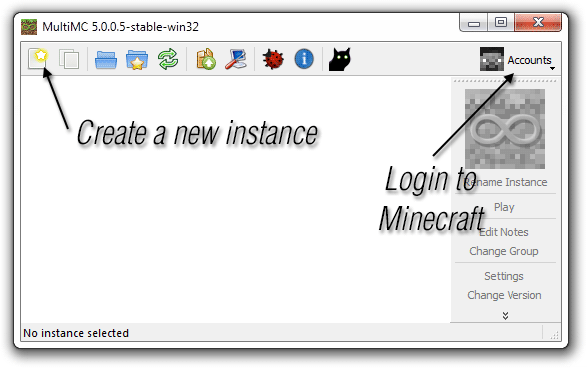 MultiMC 5.0.0.5-stable-win32
Accounts
Create a new instance
Login to
Minecraft
Rename Instance
Play
Edit Notes
Change Group
Settings
Change Version
No instance selected